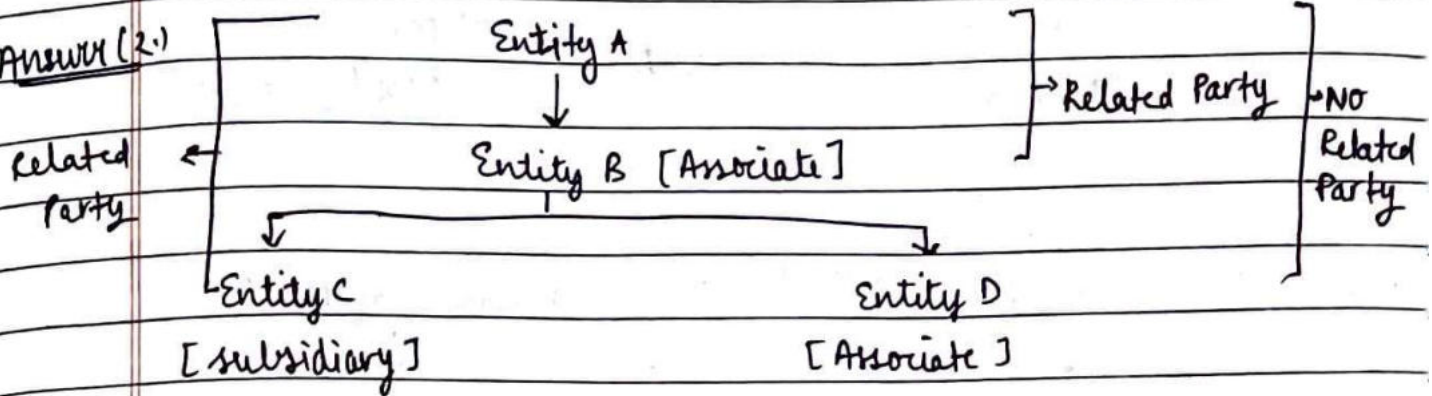 Answer (2.)
Entity A
→ Related Party
→ No
Related
Party
Related ←
Party
Entity B [Associate]
Entity C
Entity D
[subsidiary]
[Associate]